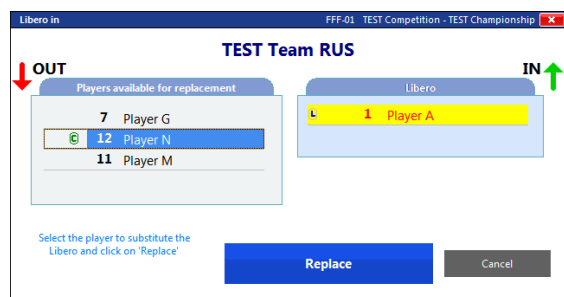 Libero in
FFF-01 TEST Competition - TEST Championship
TEST Team RUS
OUT
IN
Players available for replacement
Libero
7 Player G
C 12 Player N
11 Player M
L 1 Player A
Select the player to substitute the
Libero and click on 'Replace'
Replace
Cancel